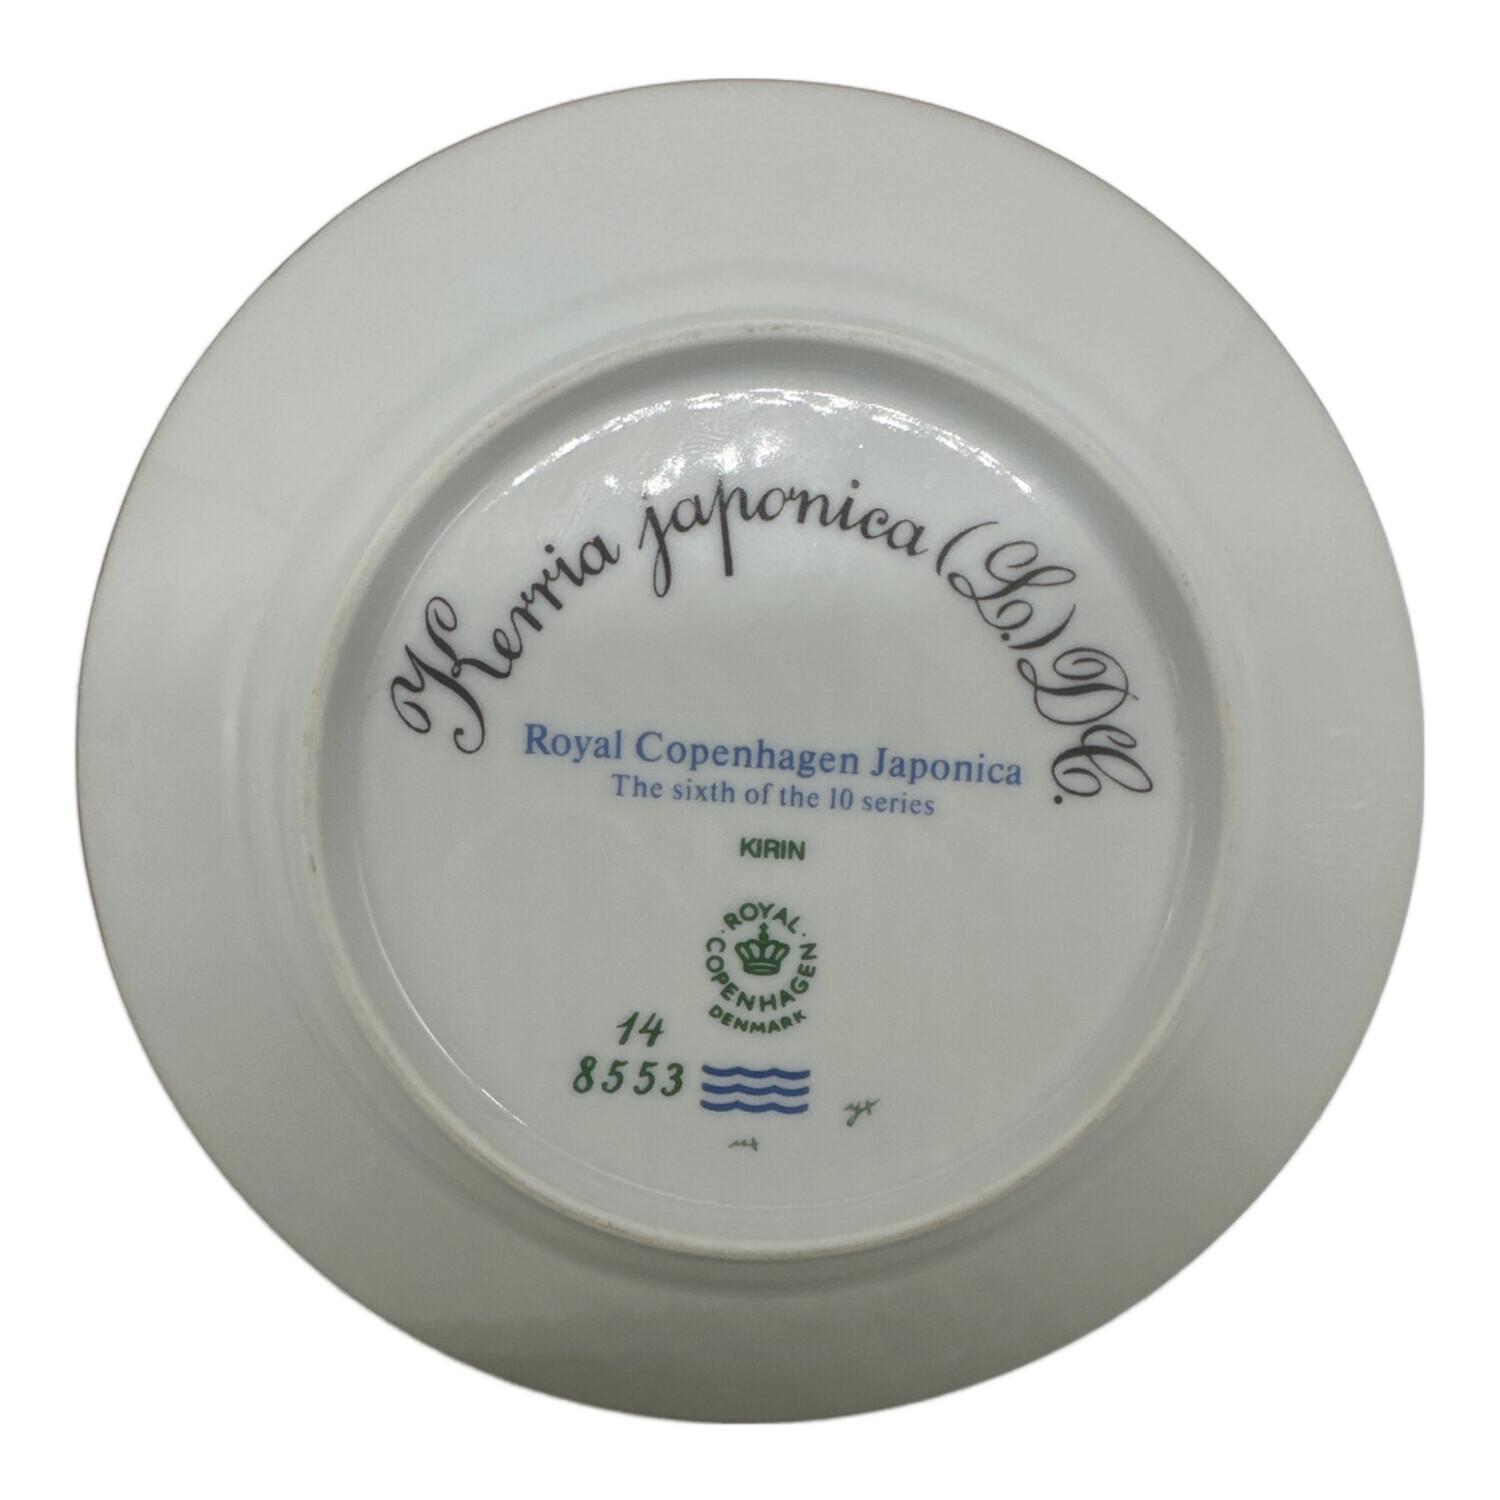 Kerria japonica (L.) DC.
Royal Copenhagen Japonica
The sixth of the 10 series
KIRIN
ROYAL COPENHAGEN
DENMARK
14
8553